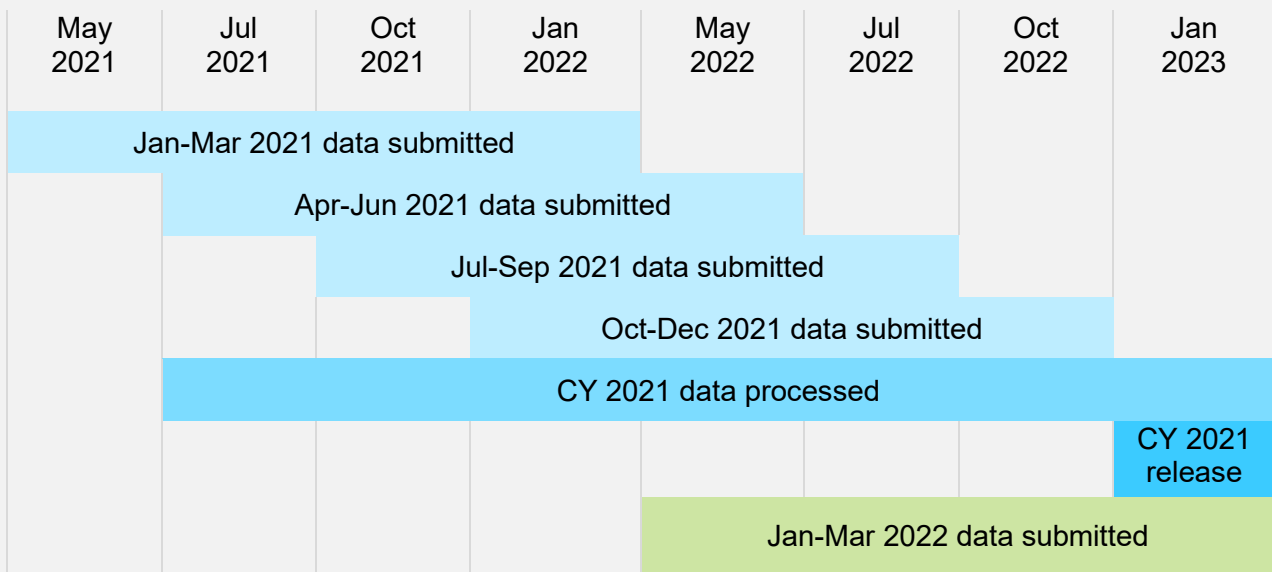 May Jul Oct Jan May Jul Oct Jan
2021 2021 2021 2022 2022 2022 2022 2023
Jan-Mar 2021 data submitted
Apr-Jun 2021 data submitted
Jul-Sep 2021 data submitted
Oct-Dec 2021 data submitted
CY 2021 data processed
CY 2021
release
Jan-Mar 2022 data submitted